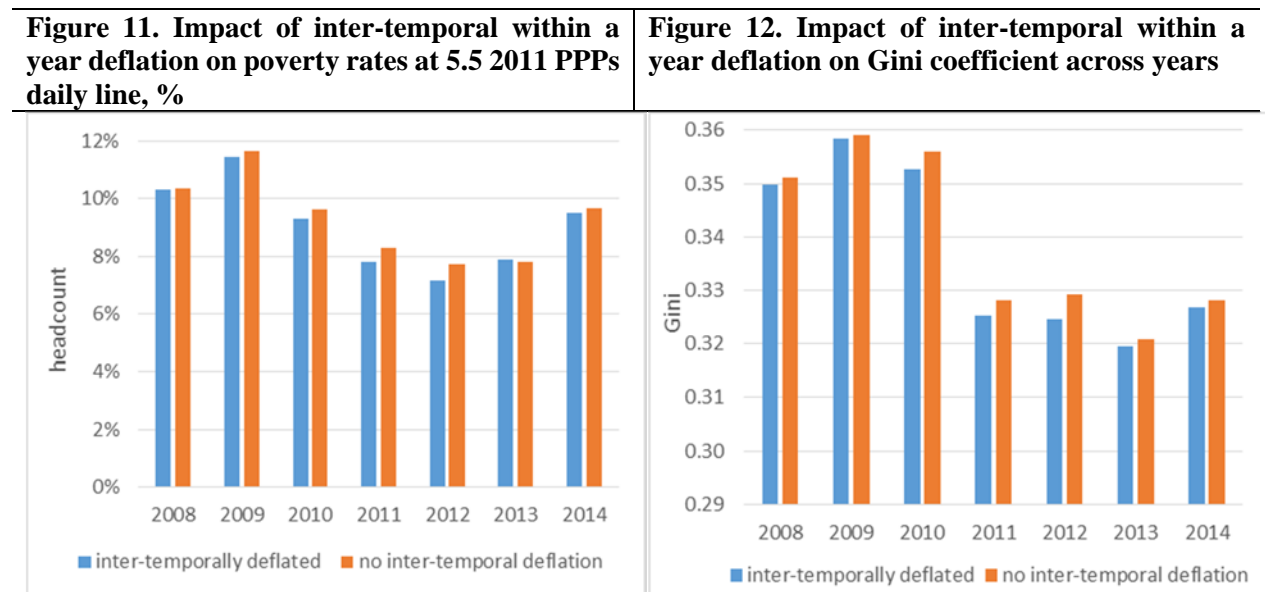 Figure 11. Impact of inter-temporal within a
year deflation on poverty rates at 5.5 2011 PPPs
daily line, %
Figure 12. Impact of inter-temporal within a
year deflation on Gini coefficient across years
12%
10%
8%
6%
4%
2%
0%
headcount
2008 2009 2010 2011 2012 2013 2014
inter-temporally deflated no inter-temporal deflation
0.36
0.35
0.34
0.33
0.32
0.31
0.30
0.29
Gini
2008 2009 2010 2011 2012 2013 2014
inter-temporally deflated no inter-temporal deflation